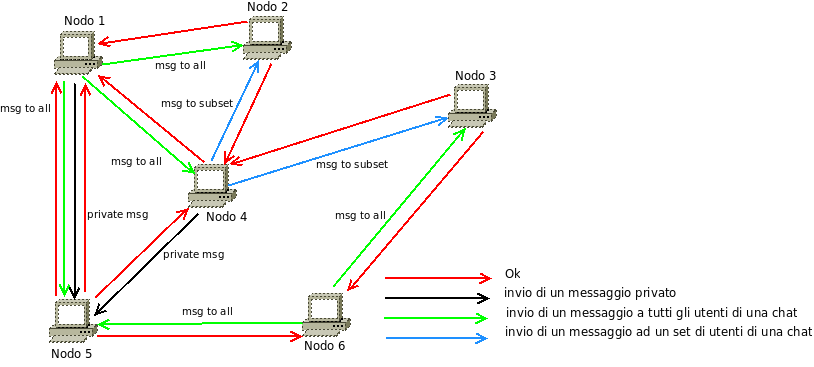 Nodo 2
Nodo 1
msg to all
Nodo 3
msg to subset
msg to all
msg to all
msg to subset
private msg
msg to all
Nodo 4
private msg
Ok
invio di un messaggio privato
msg to all
invio di un messaggio a tutti gli utenti di una chat
invio di un messaggio ad un set di utenti di una chat
Nodo 6
Nodo 5